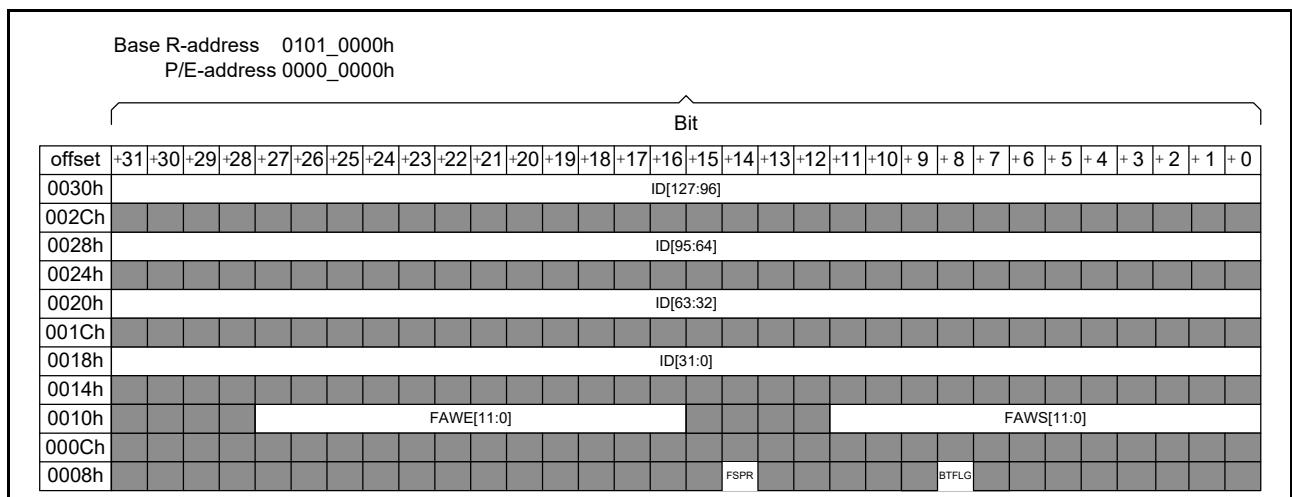 Base R-address 0101_0000h
P/E-address 0000_0000h
Bit
offset +31 +30 +29 +28 +27 +26 +25 +24 +23 +22 +21 +20 +19 +18 +17 +16 +15 +14 +13 +12 +11 +10 + 9 + 8 + 7 +6 + 5 + 4 + 3 + 2 + 1 + 0
0030h ID[127:96]
002Ch
0028h ID[95:64]
0024h
0020h ID[63:32]
001Ch
0018h ID[31:0]
0014h
0010h FAWE[11:0] FAWS[11:0]
000Ch
0008h FSPR BTFLG